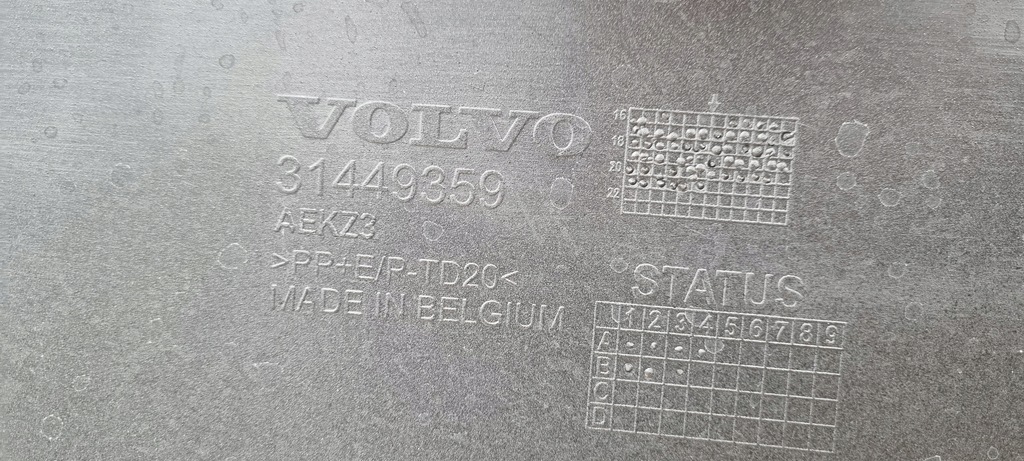 VOLVO
31449359
AEKZ3
>PP+E/P-TD20<
MADE IN BELGIUM
16
18
20
22
STATUS
1 2 3 4 5 6 7 8 9
A
B
C
D